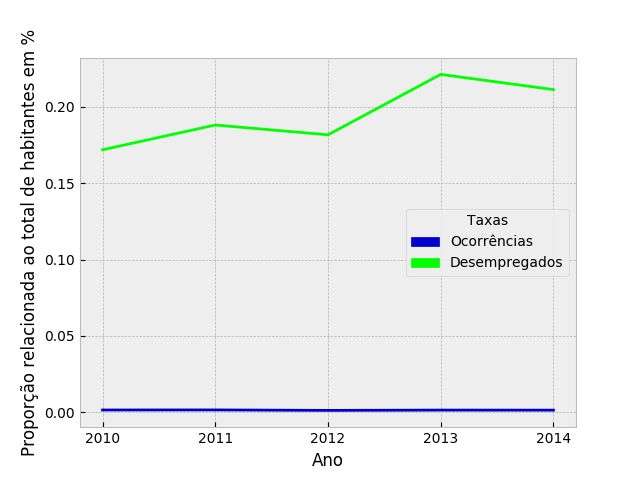 Proporção relacionada ao total de habitantes em %
0.20
0.15
0.10
0.05
0.00
Taxas
Ocorrências
Desempregados
2010 2011 2012 2013 2014
Ano